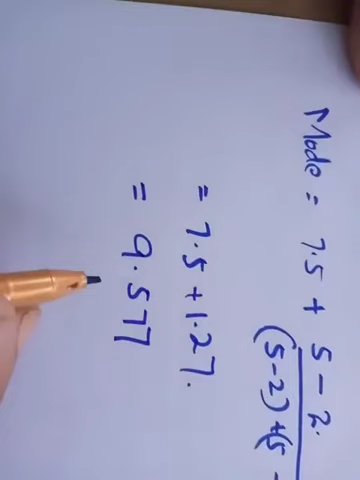 Mode = 7.5 + 5 - 2.
(5-2)+(5 -
= 7.5 + 1.27.
= 9.577